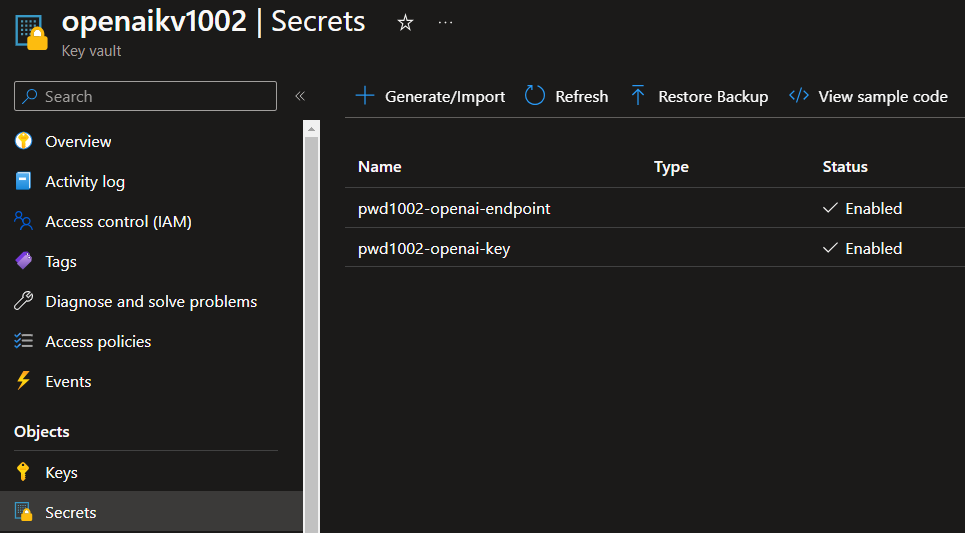 openaikv1002 | Secrets
Key vault
Search
Overview
Activity log
Access control (IAM)
Tags
Diagnose and solve problems
Access policies
Events
Objects
Keys
Secrets
Generate/Import Refresh Restore Backup View sample code
Name Type Status
pwd1002-openai-endpoint Enabled
pwd1002-openai-key Enabled